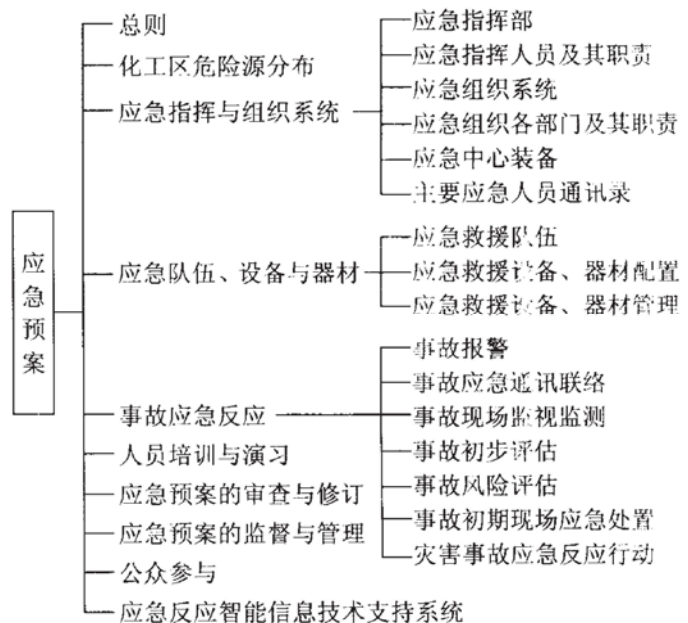 应急预案
总则
化工区危险源分布
应急指挥与组织系统
应急指挥部
应急指挥人员及其职责
应急组织系统
应急组织各部门及其职责
应急中心装备
主要应急人员通讯录
应急队伍、设备与器材
应急救援队伍
应急救援设备、器材配置
应急救援设备、器材管理
事故应急反应
事故报警
事故应急通讯联络
事故现场监视监测
事故初步评估
事故风险评估
事故初期现场应急处置
灾害事故应急反应行动
人员培训与演习
应急预案的审查与修订
应急预案的监督与管理
公众参与
应急反应智能信息技术支持系统